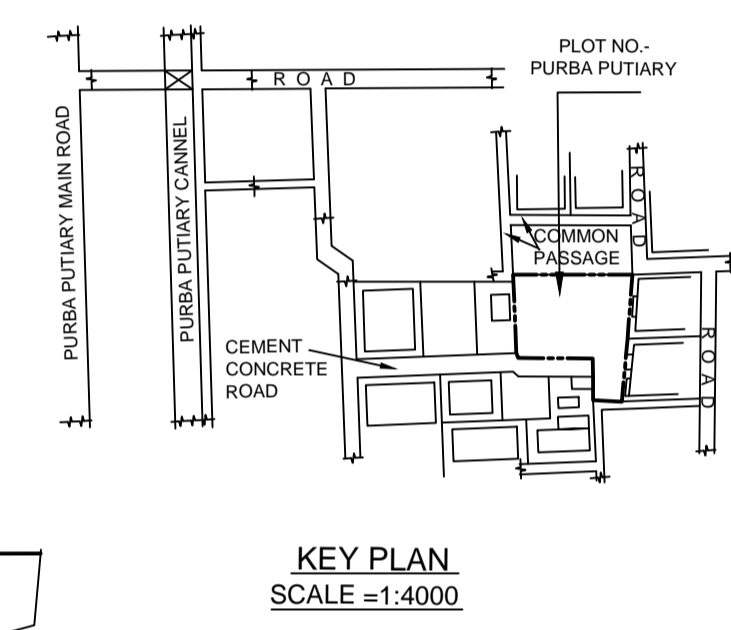 PLOT NO.-
PURBA PUTIARY
ROAD
PURBA PUTIARY MAIN ROAD
PURBA PUTIARY CANNEL
ROAD
COMMON
PASSAGE
CEMENT
CONCRETE
ROAD
ROAD
KEY PLAN
SCALE =1:4000